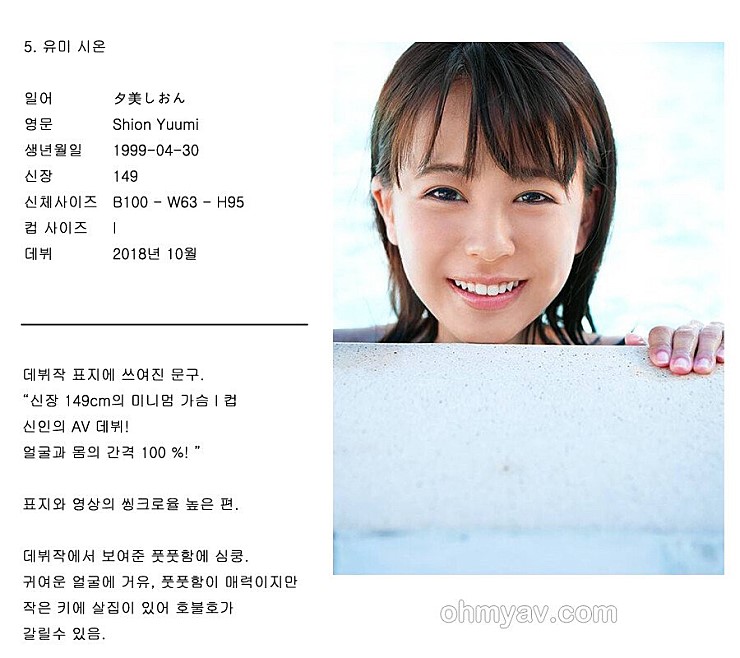 5. 유미 시온
일어 夕美しおん
영문 Shion Yuumi
생년월일 1999-04-30
신장 149
신체사이즈 B100 - W63 - H95
컵 사이즈 I
데뷔 2018년 10월
데뷔작 표지에 쓰여진 문구.
“신장 149cm의 미니멈 가슴 I 컵
신인의 AV 데뷔!
얼굴과 몸의 간격 100 %! ”
표지와 영상의 씽크로율 높은 편.
데뷔작에서 보여준 풋풋함에 심쿵.
귀여운 얼굴에 거유, 풋풋함이 매력이지만
작은 키에 살집이 있어 호불호가
갈릴수 있음.
ohmyav.com